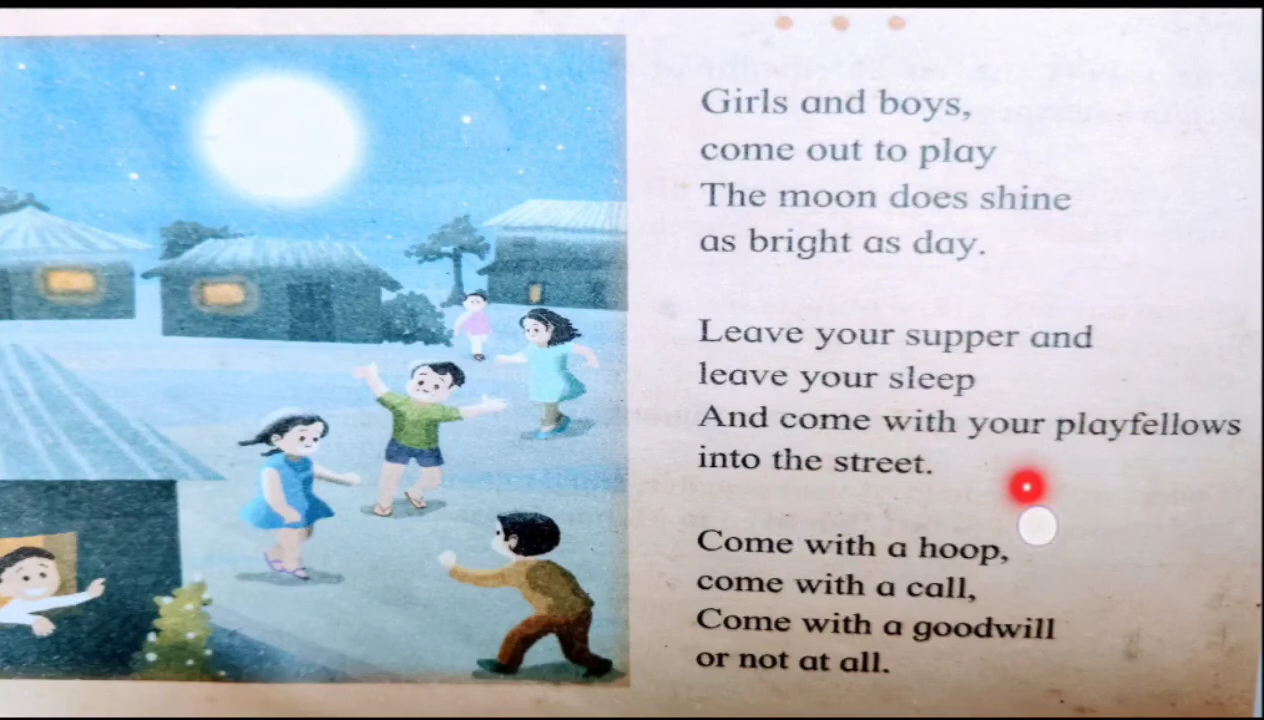 Girls and boys,
come out to play
The moon does shine
as bright as day.
Leave your supper and
leave your sleep
And come with your playfellows
into the street.
Come with a hoop,
come with a call,
Come with a goodwill
or not at all.